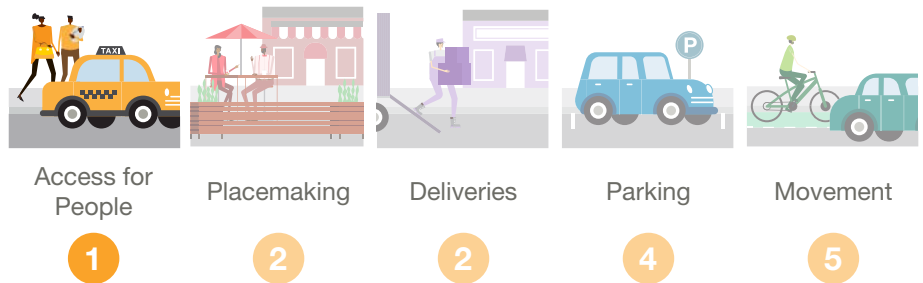 TAXI
P
Access for
People
Placemaking
Deliveries
Parking
Movement
1
2
2
4
5